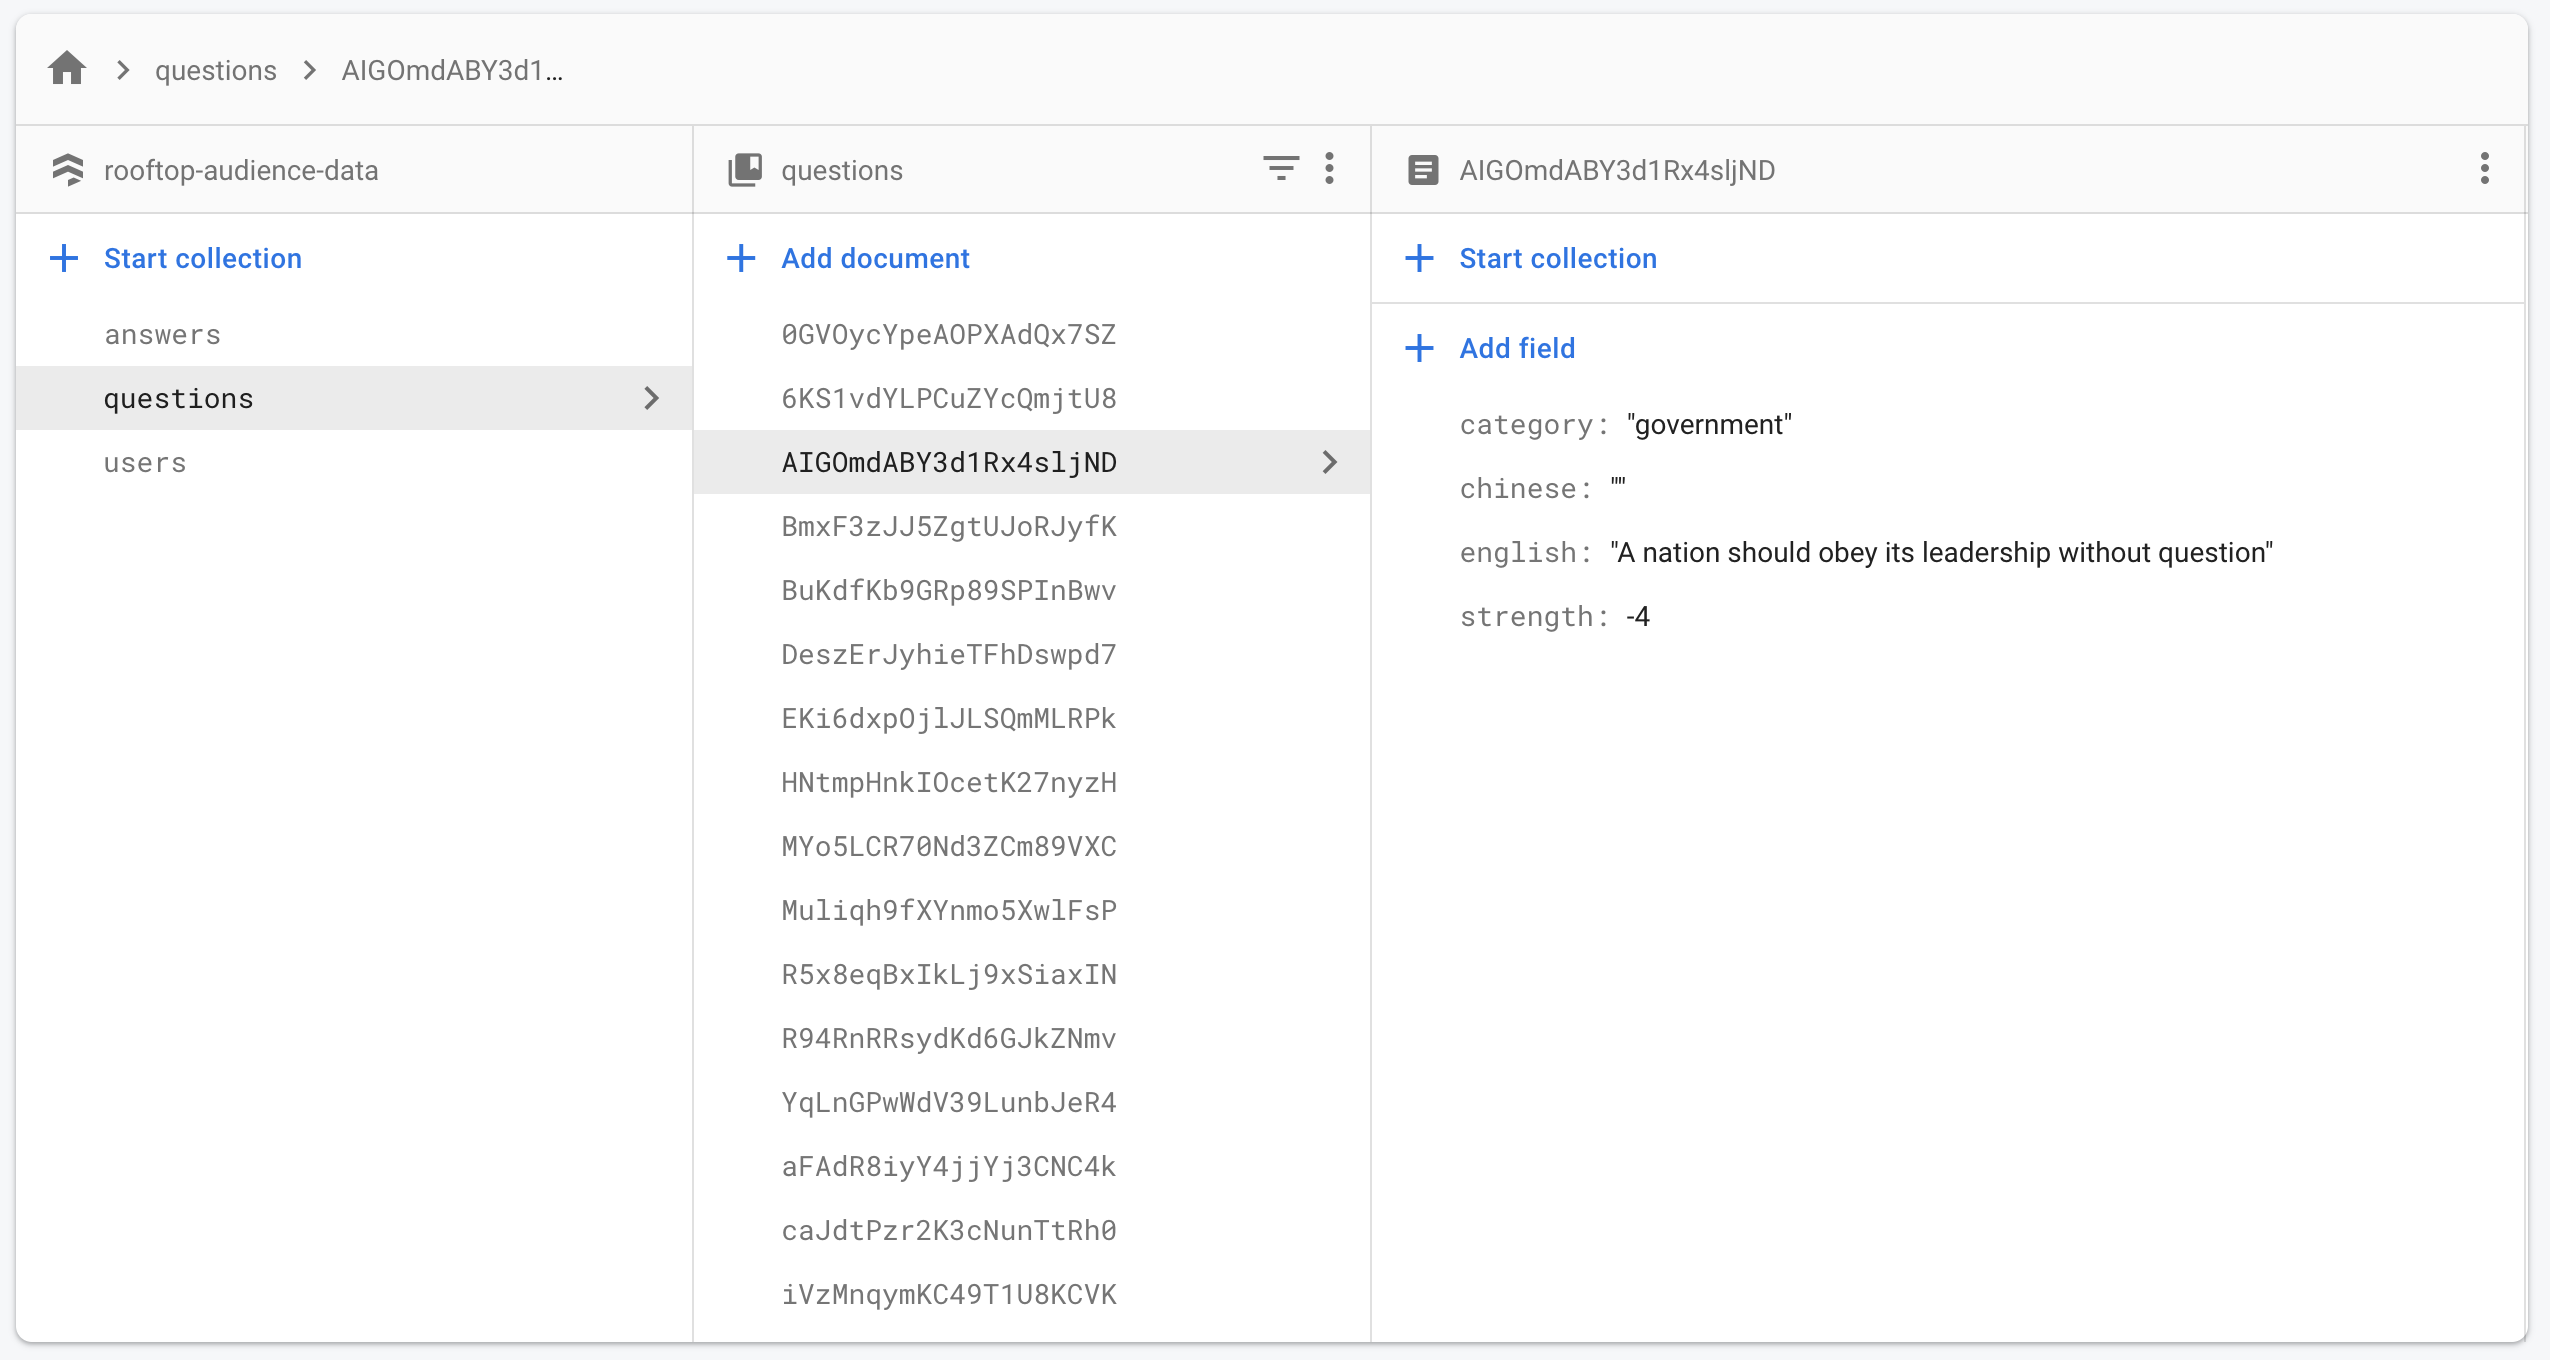 questions
AIGOmdABY3d1...
rooftop-audience-data
Start collection
answers
questions
users
questions
Add document
0GVOycYpeAOPXAdQx7SZ
6KS1vdYLPCuZYcQmjtU8
AIGOmdABY3d1Rx4sljND
BmxF3zJJ5ZgtUJoRJyfK
BuKdfKb9GRp89SPInBwv
DeszErJyhieTFhDswpd7
EKi6dxpOjlJLSQmMLRPk
HNtmpHnkIOcetK27nyzH
MYo5LCR70Nd3ZCm89VXC
Muliqh9fXYnmo5XwlFsP
R5x8eqBxIkLj9xSiaxIN
R94RnRRsydKd6GJkZNmv
YqLnGPwWdV39LunbJeR4
aFAdR8iyY4jjYj3CNC4k
caJdtPzr2K3cNunTtRh0
iVzMnqymKC49T1U8KCVK
AIGOmdABY3d1Rx4sljND
Start collection
Add field
category: "government"
chinese: ""
english: "A nation should obey its leadership without question"
strength: -4